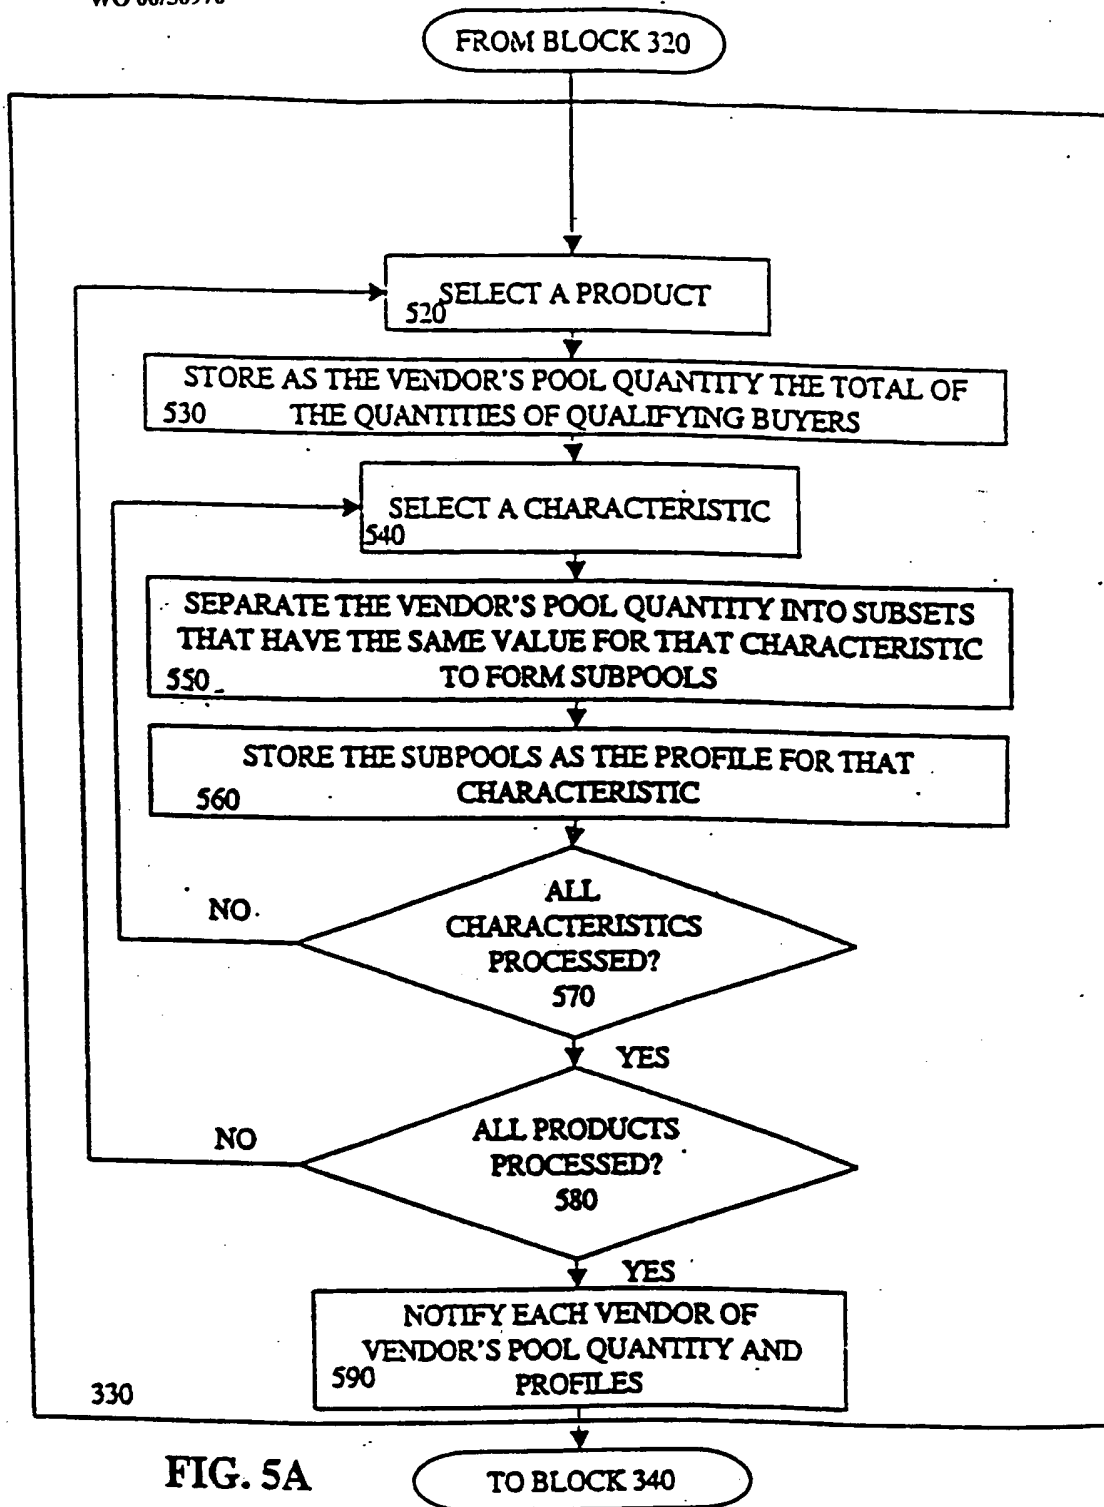 FROM BLOCK 320
SELECT A PRODUCT
520
STORE AS THE VENDOR'S POOL QUANTITY THE TOTAL OF
THE QUANTITIES OF QUALIFYING BUYERS
530
SELECT A CHARACTERISTIC
540
SEPARATE THE VENDOR'S POOL QUANTITY INTO SUBSETS
THAT HAVE THE SAME VALUE FOR THAT CHARACTERISTIC
TO FORM SUBPOOLS
550
STORE THE SUBPOOLS AS THE PROFILE FOR THAT
CHARACTERISTIC
560
ALL
CHARACTERISTICS
PROCESSED?
570
NO
YES
ALL PRODUCTS
PROCESSED?
580
NO
YES
NOTIFY EACH VENDOR OF
VENDOR'S POOL QUANTITY AND
PROFILES
590
330
FIG. 5A
TO BLOCK 340